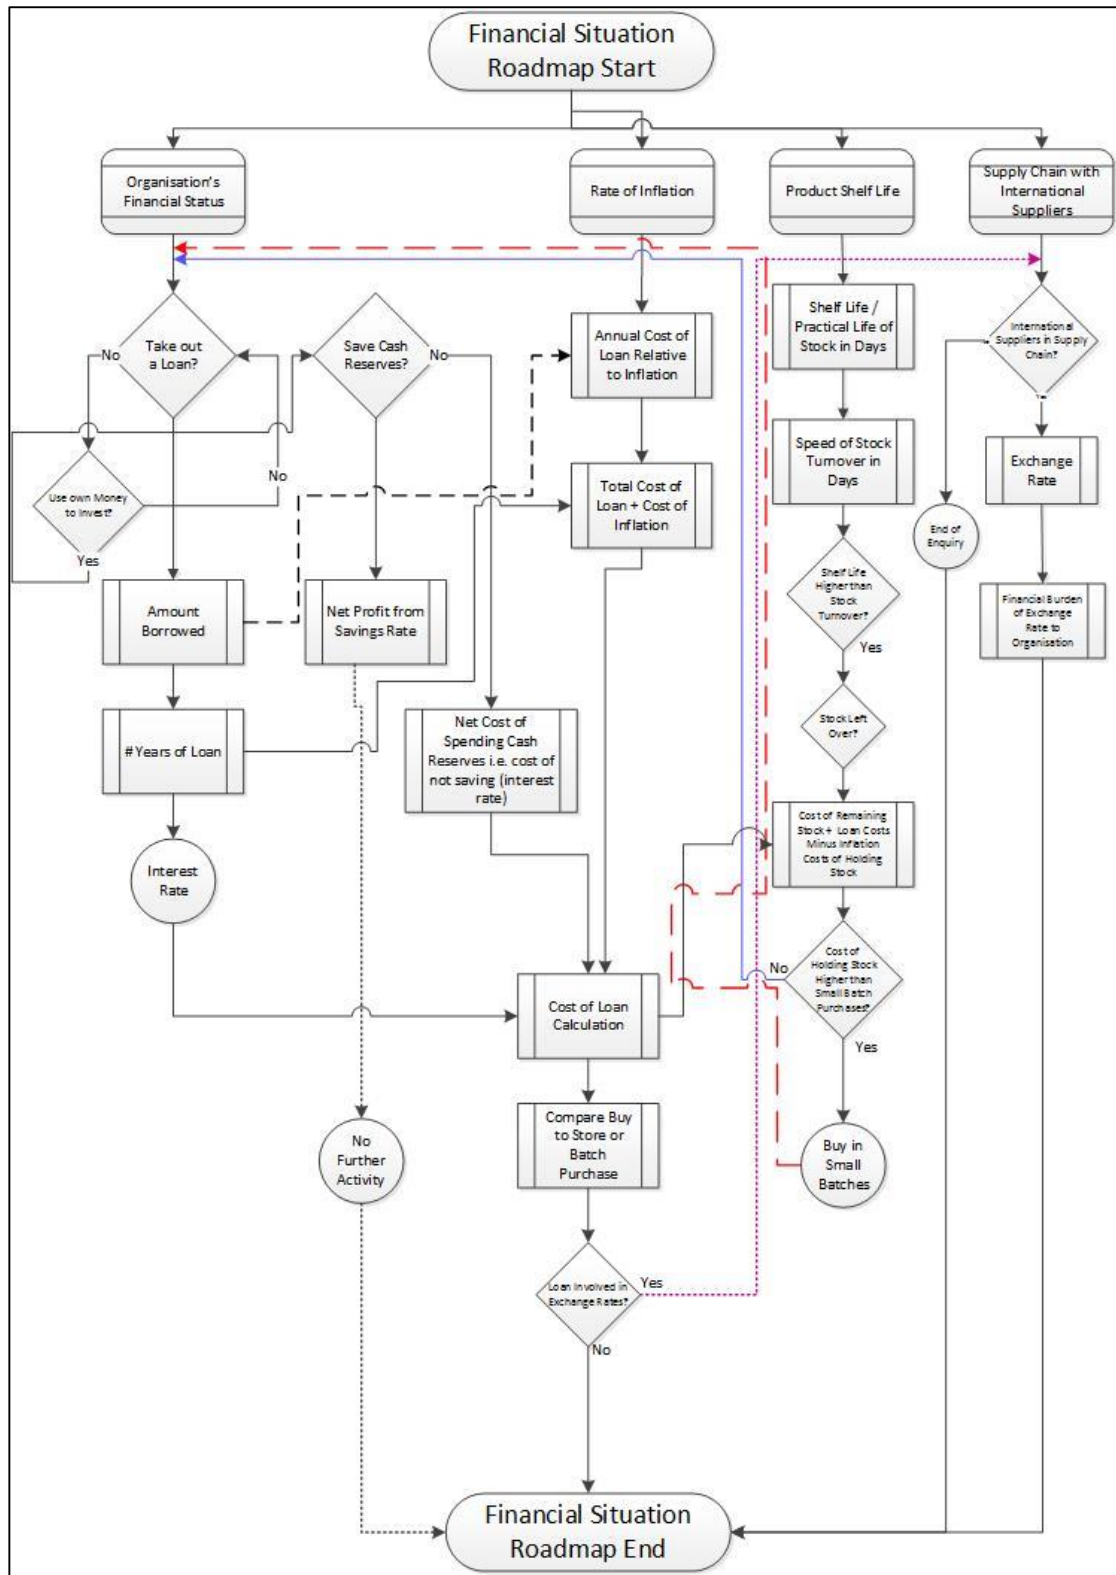 Financial Situation
Roadmap Start
Organisation's
Financial Status
Rate of Inflation
Product Shelf Life
Supply Chain with
International
Suppliers
Take out
a Loan?
No
Save Cash
Reserves?
No
Annual Cost of
Loan Relative
to Inflation
Shelf Life /
Practical Life of
Stock in Days
International
Suppliers in Supply
Chain?
Yes
Use own Money
to Invest?
No
Yes
Total Cost of
Loan + Cost of
Inflation
Speed of Stock
Turnover in
Days
Exchange
Rate
End of
Enquiry
Shelf Life
Higher than
Stock
Turnover?
Yes
Financial Burden
of Exchange
Rate to
Organisation
Amount
Borrowed
Net Profit from
Savings Rate
Stock Left
Over?
# Years of Loan
Net Cost of
Spending Cash
Reserves i.e. cost of
not saving (interest
rate)
Cost of Remaining
Stock + Loan Costs
Minus Inflation
Costs of Holding
Stock
Interest
Rate
Cost of
Holding Stock
Higher than
Small Batch
Purchases?
No
Yes
Cost of Loan
Calculation
Compare Buy
to Store or
Batch
Purchase
No
Further
Activity
Buy in
Small
Batches
Loan Involved in
Exchange Rates?
Yes
No
Financial Situation
Roadmap End